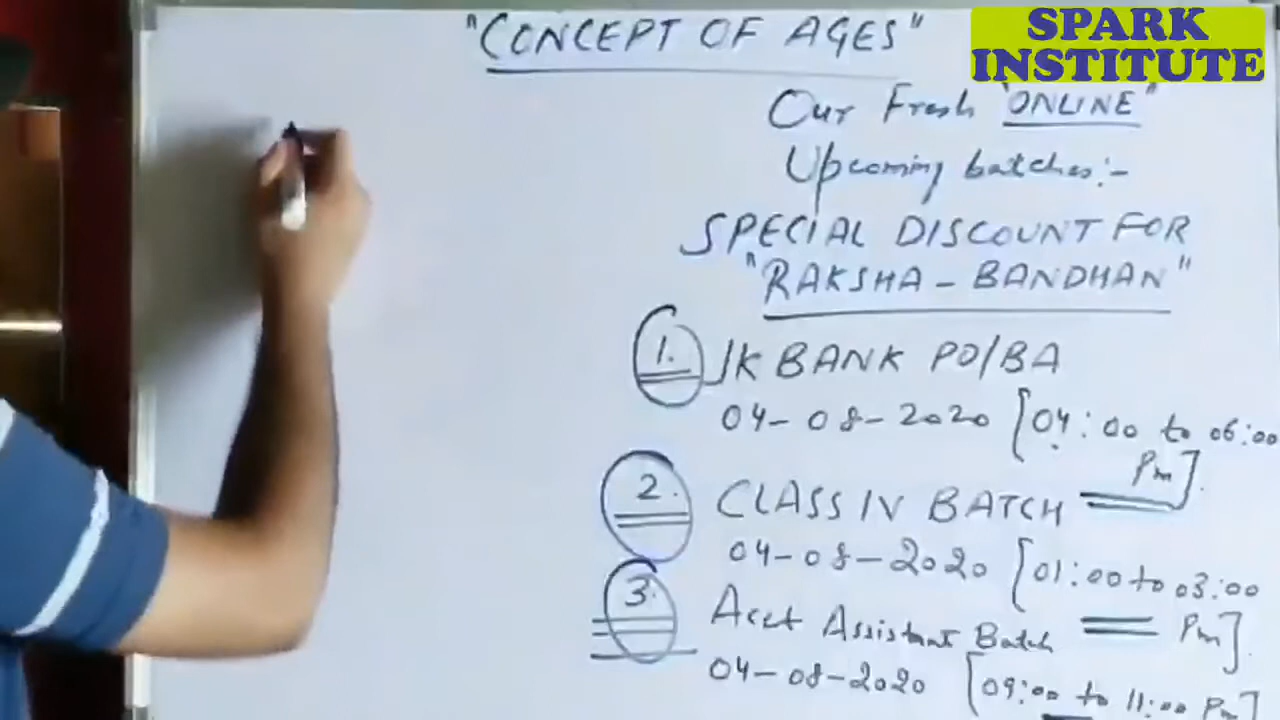 "CONCEPT OF AGES"
SPARK
INSTITUTE
Our Fresh "ONLINE"
Upcoming batches:-
SPECIAL DISCOUNT FOR
"RAKSHA-BANDHAN"
1. JK BANK PO/BA
04-08-2020 [04:00 to 06:00
Pm].
2. CLASS IV BATCH
04-08-2020 [01:00 to 03:00
Pm].
3. Acct Assistant Batch
04-08-2020 [09:00 to 11:00 Pm]